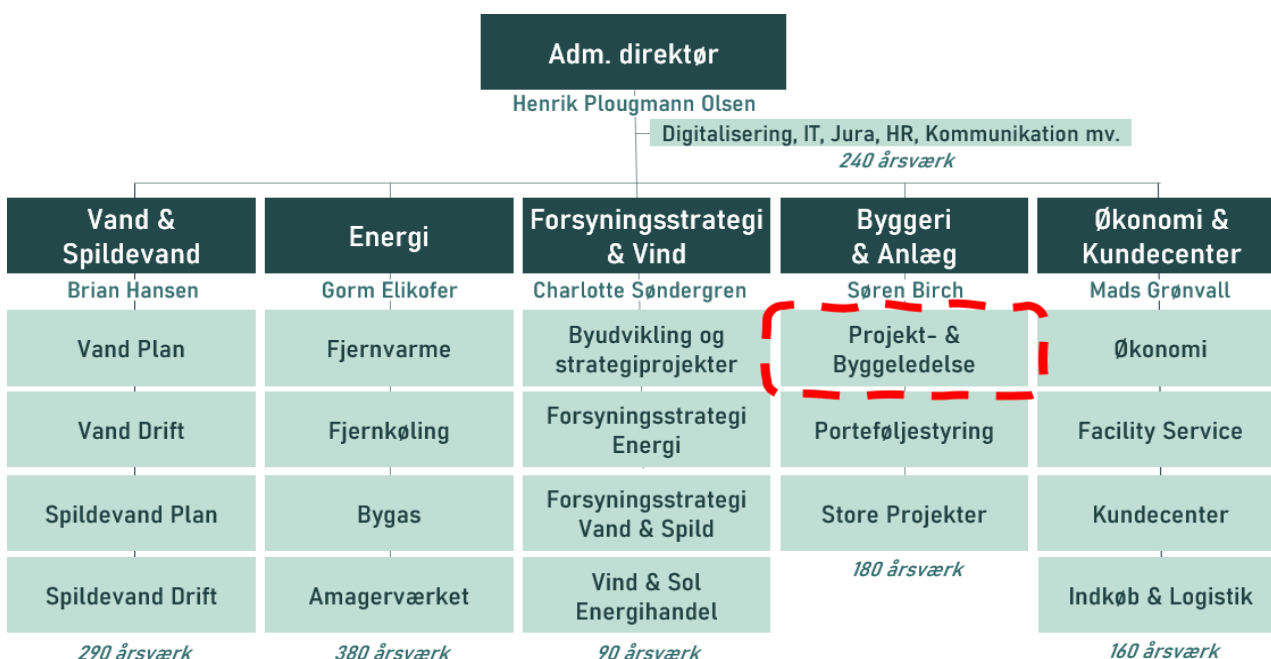 Adm. direktør
Henrik Plougmann Olsen
Digitalisering, IT, Jura, HR, Kommunikation mv.
240 årsværk
Vand &
Spildevand
Brian Hansen
Vand Plan
Vand Drift
Spildevand Plan
Spildevand Drift
290 årsværk
Energi
Gorm Elikofer
Fjernvarme
Fjernkøling
Bygas
Amagerværket
380 årsværk
Forsyningsstrategi
& Vind
Charlotte Søndergren
Byudvikling og
strategiprojekter
Forsyningsstrategi
Energi
Forsyningsstrategi
Vand & Spild
Vind & Sol
Energihandel
90 årsværk
Byggeri
& Anlæg
Søren Birch
Projekt- &
Byggeledelse
Porteføljestyring
Store Projekter
180 årsværk
Økonomi &
Kundecenter
Mads Grønvall
Økonomi
Facility Service
Kundecenter
Indkøb & Logistik
160 årsværk